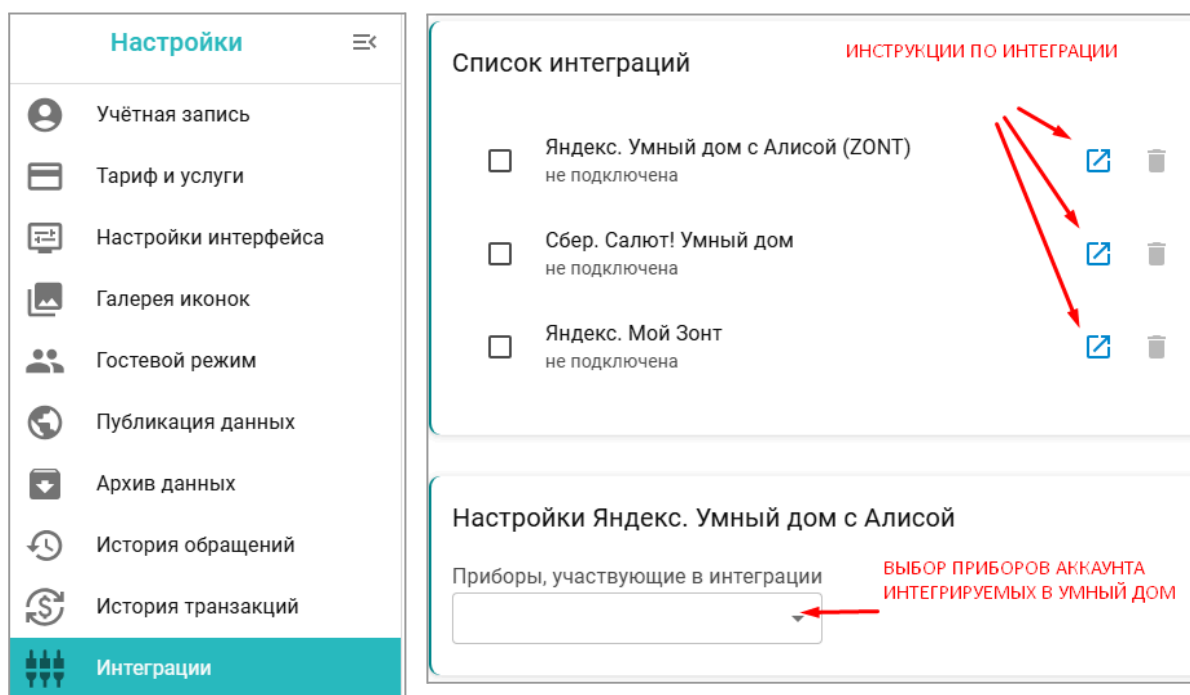 Настройки
Учётная запись
Тариф и услуги
Настройки интерфейса
Галерея иконок
Гостевой режим
Публикация данных
Архив данных
История обращений
История транзакций
Интеграции
Список интеграций
ИНСТРУКЦИИ ПО ИНТЕГРАЦИИ
Яндекс. Умный дом с Алисой (ZONT)
не подключена
Сбер. Салют! Умный дом
не подключена
Яндекс. Мой Зонт
не подключена
Настройки Яндекс. Умный дом с Алисой
Приборы, участвующие в интеграции
ВЫБОР ПРИБОРОВ АККАУНТА
ИНТЕГРИРУЕМЫХ В УМНЫЙ ДОМ